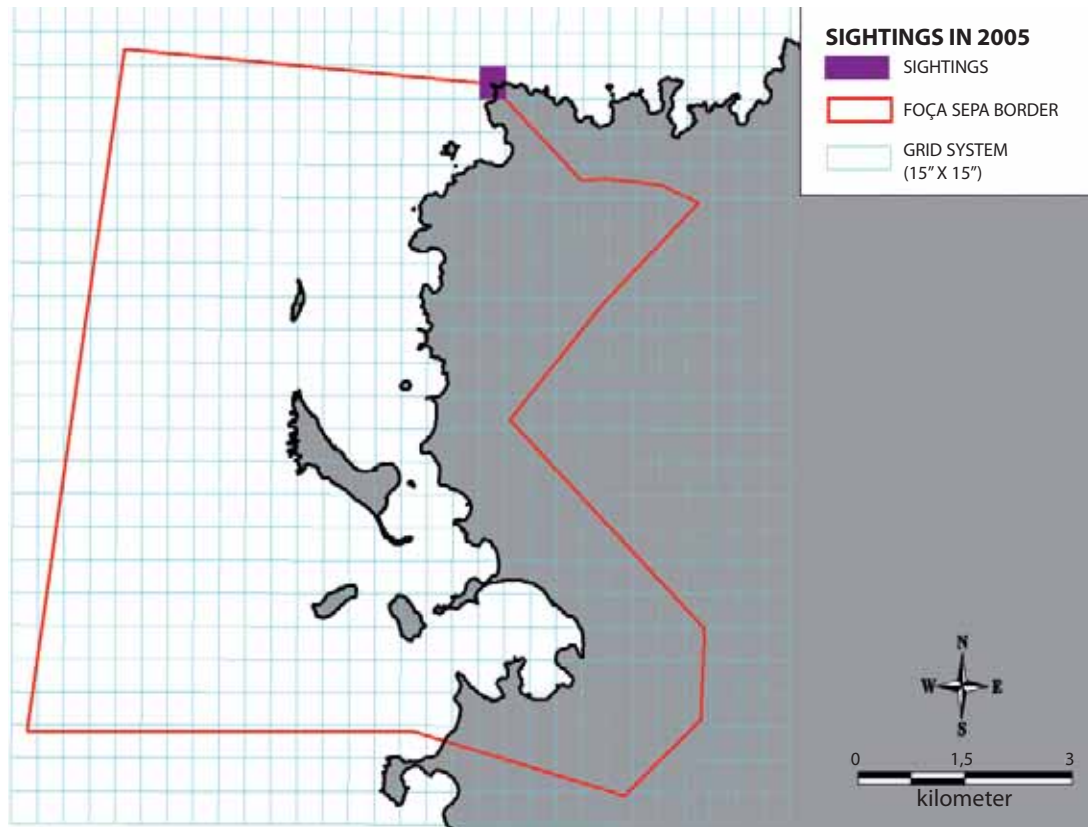 SIGHTINGS IN 2005
SIGHTINGS
FOÇA SEPA BORDER
GRID SYSTEM
(15” X 15”)
N
W E
S
0 1,5 3
kilometer